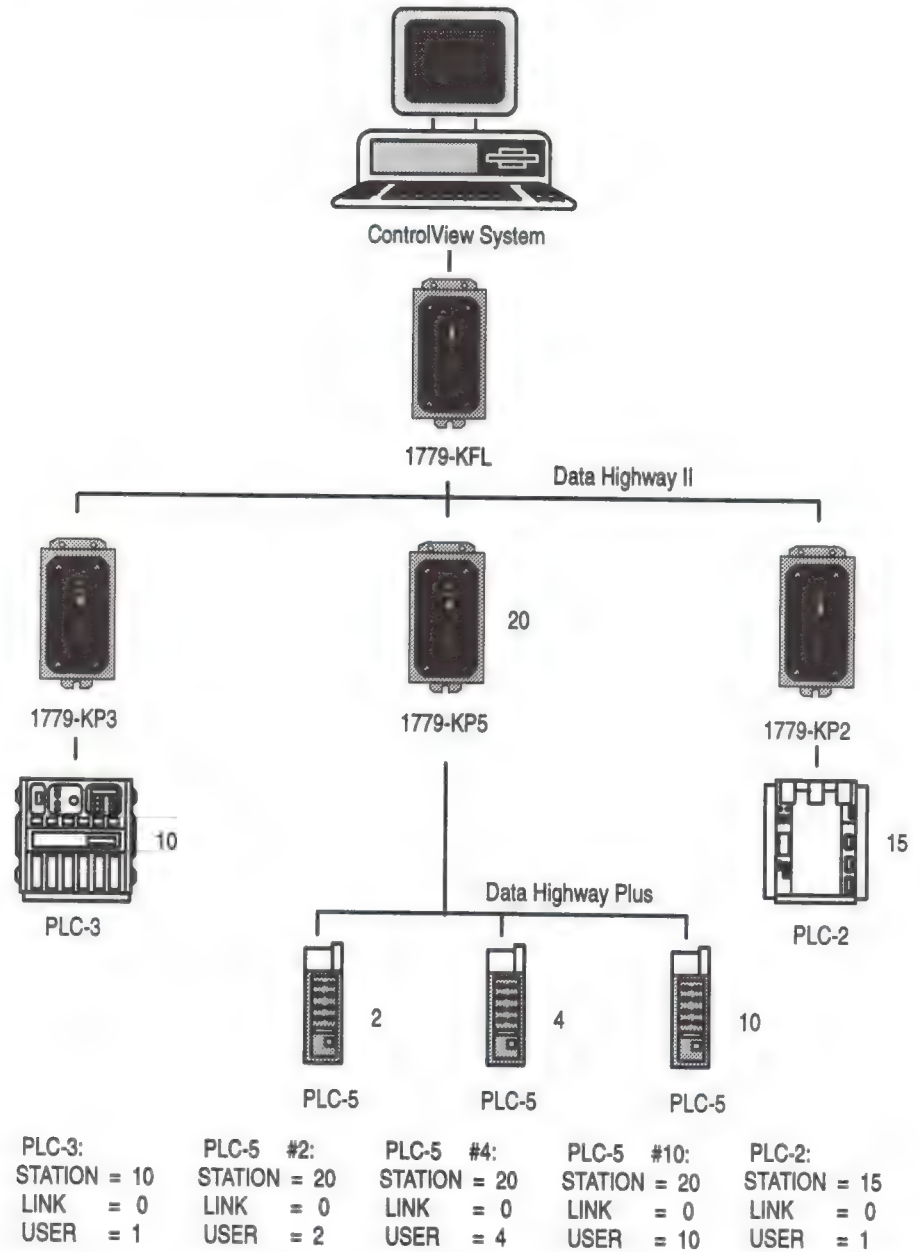 ControlView System
1779-KFL
Data Highway II
20
1779-KP3
1779-KP5
1779-KP2
10
15
PLC-3
PLC-2
Data Highway Plus
2
4
10
PLC-5
PLC-5
PLC-5
PLC-3:
STATION = 10
LINK = 0
USER = 1
PLC-5 #2:
STATION = 20
LINK = 0
USER = 2
PLC-5 #4:
STATION = 20
LINK = 0
USER = 4
PLC-5 #10:
STATION = 20
LINK = 0
USER = 10
PLC-2:
STATION = 15
LINK = 0
USER = 1